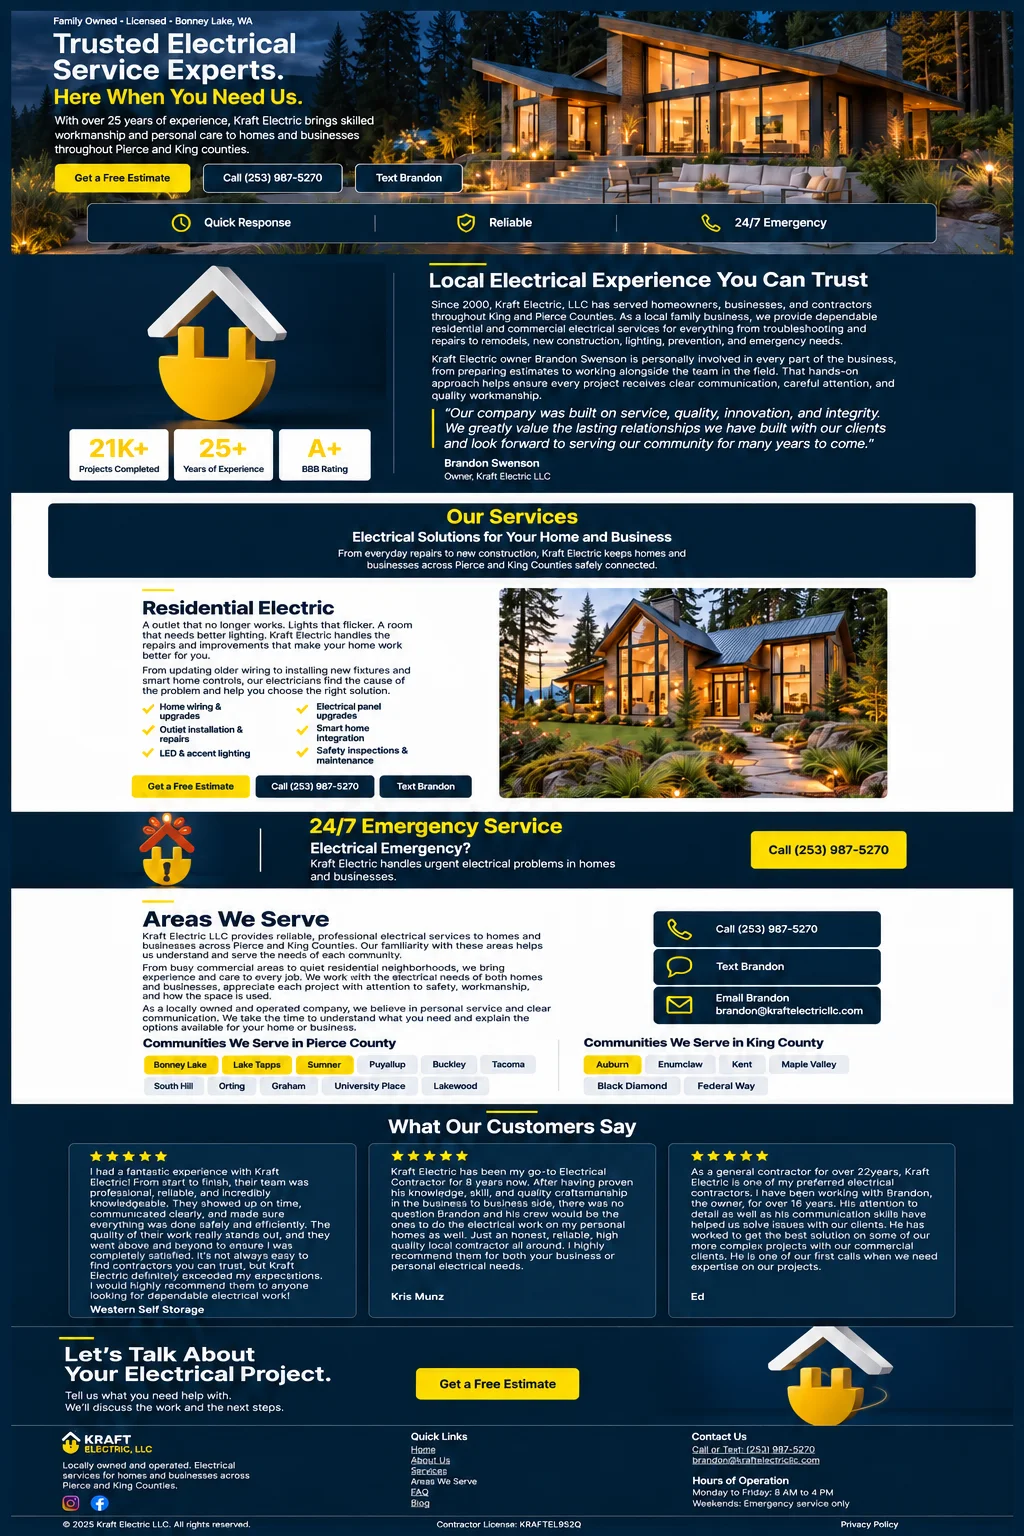 Family Owned - Licensed - Bonney Lake, WA
Trusted Electrical
Service Experts.
Here When You Need Us.
With over 25 years of experience, Kraft Electric brings skilled
workmanship and personal care to homes and businesses
throughout Pierce and King counties.
Get a Free Estimate
Call (253) 987-5270
Text Brandon
Quick Response
Reliable
24/7 Emergency
Local Electrical Experience You Can Trust
Since 2000, Kraft Electric, LLC has served homeowners, businesses, and contractors
throughout King and Pierce Counties. As a local family business, we provide dependable
residential and commercial electrical services for everything from troubleshooting and
repairs to remodels, new construction, lighting, prevention, and emergency needs.
Kraft Electric owner Brandon Swenson is personally involved in every part of the business,
from preparing estimates to working alongside the team in the field. That hands-on
approach helps ensure every project receives clear communication, careful attention, and
quality workmanship.
"Our company was built on service, quality, innovation, and integrity.
We greatly value the lasting relationships we have built with our clients
and look forward to serving our community for many years to come."
Brandon Swenson
Owner, Kraft Electric LLC
21K+
Projects Completed
25+
Years of Experience
A+
BBB Rating
Our Services
Electrical Solutions for Your Home and Business
From everyday repairs to new construction, Kraft Electric keeps homes and
businesses across Pierce and King Counties safely connected.
Residential Electric
A outlet that no longer works. Lights that flicker. A room
that needs better lighting. Kraft Electric handles the
repairs and improvements that make your home work
better for you.
From updating older wiring to installing new fixtures and
smart home controls, our electricians find the cause of
the problem and help you choose the right solution.
Home wiring &
upgrades
Electrical panel
upgrades
Outlet installation &
repairs
Smart home
integration
LED & accent lighting
Safety inspections &
maintenance
Get a Free Estimate
Call (253) 987-5270
Text Brandon
24/7 Emergency Service
Electrical Emergency?
Kraft Electric handles urgent electrical problems in homes
and businesses.
Call (253) 987-5270
Areas We Serve
Kraft Electric LLC provides reliable, professional electrical services to homes and
businesses across Pierce and King Counties. Our familiarity with these areas helps
us understand and serve the needs of each community.
From busy commercial areas to quiet residential neighborhoods, we bring
experience and care to every job. We work with the electrical needs of both homes
and businesses, appreciate each project with attention to safety, workmanship,
and how the space is used.
As a locally owned and operated company, we believe in personal service and clear
communication. We take the time to understand what you need and explain the
options available for your home or business.
Call (253) 987-5270
Text Brandon
Email Brandon
brandon@kraftelectricllc.com
Communities We Serve in Pierce County
Bonney Lake
Lake Tapps
Sumner
Puyallup
Buckley
Tacoma
South Hill
Orting
Graham
University Place
Lakewood
Communities We Serve in King County
Auburn
Enumclaw
Kent
Maple Valley
Black Diamond
Federal Way
What Our Customers Say
I had a fantastic experience with Kraft
Electric! From start to finish, their team was
professional, reliable, and incredibly
knowledgeable. They showed up on time,
communicated clearly, and made sure
everything was done safely and efficiently. The
quality of their work really stands out, and they
went above and beyond to ensure I was
completely satisfied. It's not always easy to
find contractors you can trust, but Kraft
Electric definitely exceeded my expectations.
I would highly recommend them to anyone
looking for dependable electrical work!
Western Self Storage
Kraft Electric has been my go-to Electrical
Contractor for 8 years now. After having proven
his knowledge, skill, and quality craftsmanship
in the business to business side, there was no
question Brandon and his crew would be the
ones to do the electrical work on my personal
homes as well. Just an honest, reliable, high
quality local contractor all around. I highly
recommend them for both your business or
personal electrical needs.
Kris Munz
As a general contractor for over 22years, Kraft
Electric is one of my preferred electrical
contractors. I have been working with Brandon,
the owner, for over 16 years. His attention to
detail as well as his communication skills have
helped us solve issues with our clients. He has
worked to get the best solution on some of our
more complex projects with our commercial
clients. He is one of our first calls when we need
expertise on our projects.
Ed
Let's Talk About
Your Electrical Project.
Tell us what you need help with.
We'll discuss the work and the next steps.
Get a Free Estimate
KRAFT
ELECTRIC, LLC
Locally owned and operated. Electrical
services for homes and businesses across
Pierce and King Counties.
Quick Links
Home
About Us
Services
Areas We Serve
FAQ
Blog
Contact Us
Call or Text: (253) 987-5270
brandon@kraftelectricllc.com
Hours of Operation
Monday to Friday: 8 AM to 4 PM
Weekends: Emergency service only
© 2025 Kraft Electric LLC. All rights reserved.
Contractor License: KRAFTEL952Q
Privacy Policy